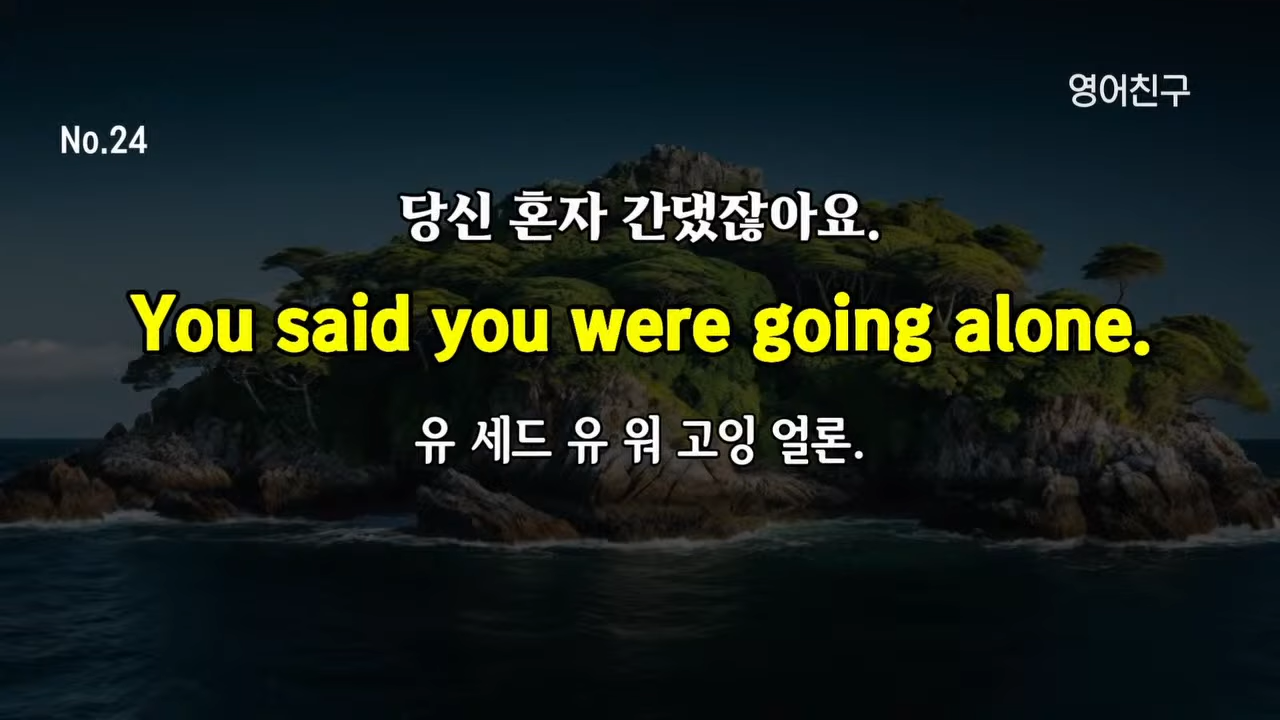 영어친구
No.24
당신 혼자 간댔잖아요.
You said you were going alone.
유 세드 유 워 고잉 얼론.